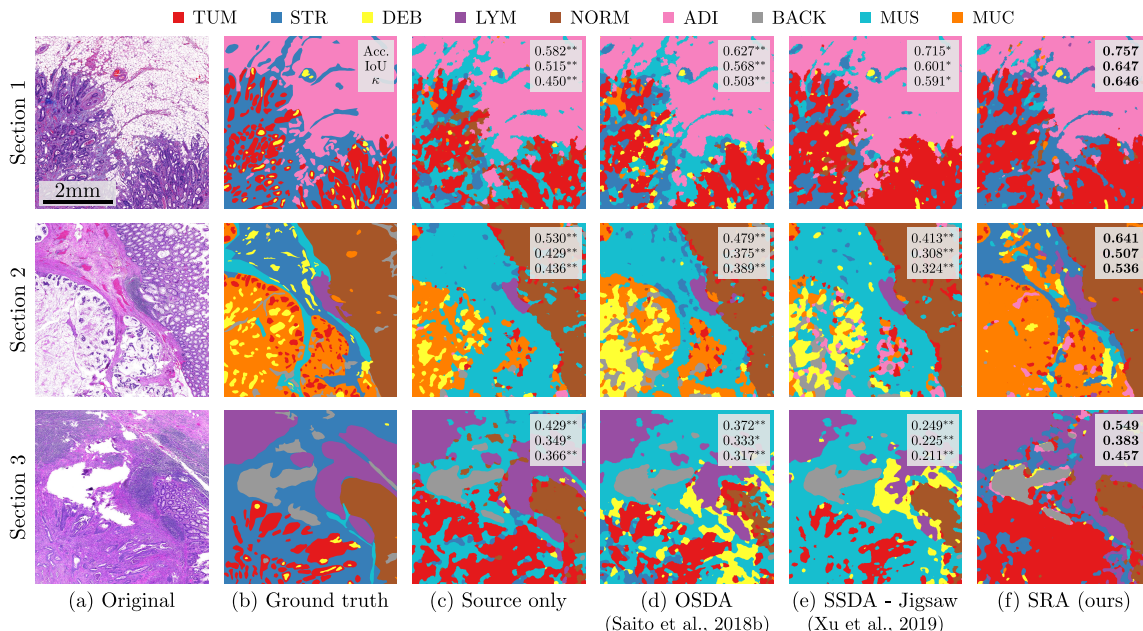 TUM STR DEB LYM NORM ADI BACK MUS MUC
Section 1
2mm
Acc.
IoU
κ
0.582**
0.515**
0.450**
0.627**
0.568**
0.503**
0.715*
0.601*
0.591*
0.757
0.647
0.646
Section 2
0.530**
0.429**
0.436**
0.479**
0.375**
0.389**
0.413**
0.308**
0.324**
0.641
0.507
0.536
Section 3
0.429**
0.349*
0.366**
0.372**
0.333*
0.317**
0.249**
0.225**
0.211**
0.549
0.383
0.457
(a) Original
(b) Ground truth
(c) Source only
(d) OSDA
(Saito et al., 2018b)
(e) SSDA - Jigsaw
(Xu et al., 2019)
(f) SRA (ours)